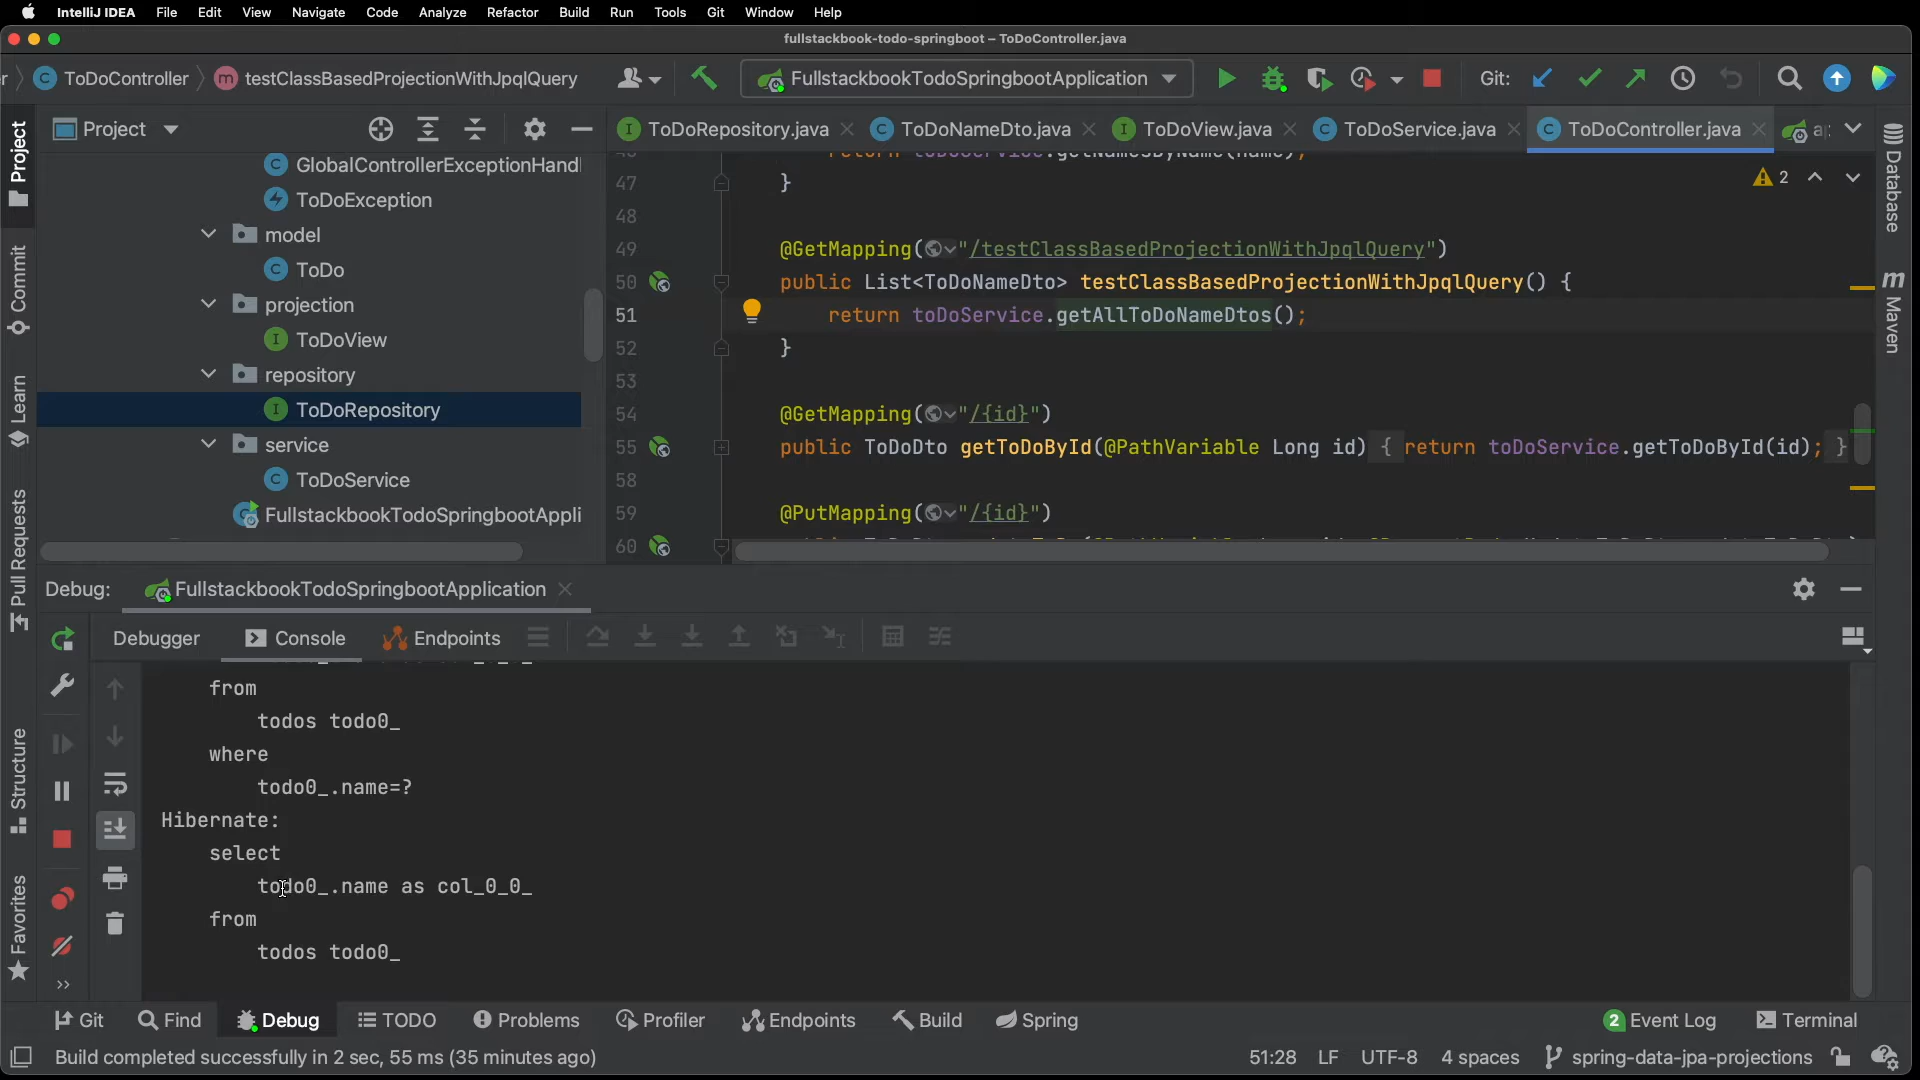 IntelliJ IDEA File Edit View Navigate Code Analyze Refactor Build Run Tools Git Window Help
fullstackbook-todo-springboot – ToDoController.java
ToDoController m testClassBasedProjectionWithJpqlQuery FullstackbookTodoSpringbootApplication Git:
Project
ToDoRepository.java ToDoNameDto.java ToDoView.java ToDoService.java ToDoController.java
GlobalControllerExceptionHandl
ToDoException
model
ToDo
projection
ToDoView
repository
ToDoRepository
service
ToDoService
FullstackbookTodoSpringbootAppli
return toDoService.getNamesByName(name);
47 }
2
48
49 @GetMapping("/testClassBasedProjectionWithJpqlQuery")
50 public List<ToDoNameDto> testClassBasedProjectionWithJpqlQuery() {
51 return toDoService.getAllToDoNameDtos();
52 }
53
54 @GetMapping("/{id}")
55 public ToDoDto getToDoById(@PathVariable Long id) { return toDoService.getToDoById(id); }
58
59 @PutMapping("/{id}")
60
Project
Commit
Learn
Pull Requests
Structure
Favorites
Database
m Maven
Debug: FullstackbookTodoSpringbootApplication
Debugger Console Endpoints
from
todos todo0_
where
todo0_.name=?
Hibernate:
select
todo0_.name as col_0_0_
from
todos todo0_
Git Find Debug TODO Problems Profiler Endpoints Build Spring 2 Event Log Terminal
Build completed successfully in 2 sec, 55 ms (35 minutes ago) 51:28 LF UTF-8 4 spaces spring-data-jpa-projections